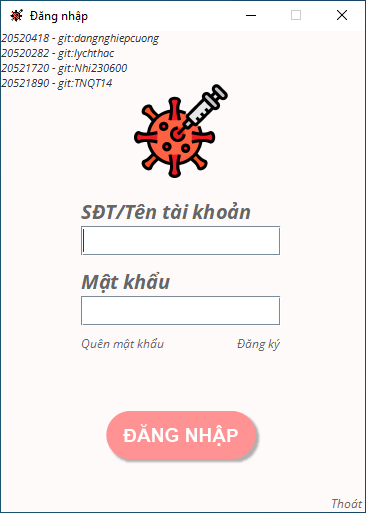 Đăng nhập
20520418 - git:dangnghiepcuong
20520282 - git:lychthac
20521720 - git:Nhi230600
20521890 - git:TNQT14
SĐT/Tên tài khoản
Mật khẩu
Quên mật khẩu Đăng ký
ĐĂNG NHẬP
Thoát